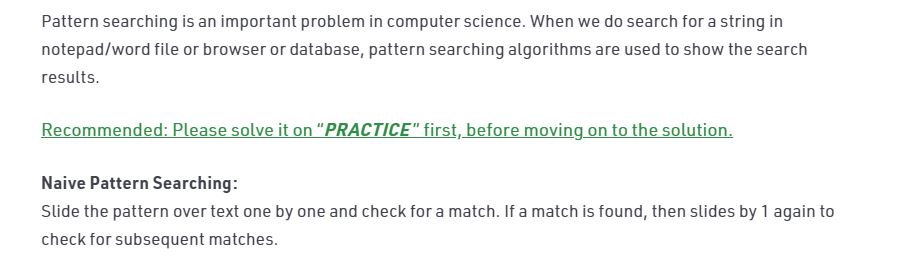 Pattern searching is an important problem in computer science. When we do search for a string in
notepad/word file or browser or database, pattern searching algorithms are used to show the search
results.
Recommended: Please solve it on “PRACTICE” first, before moving on to the solution.
Naive Pattern Searching:
Slide the pattern over text one by one and check for a match. If a match is found, then slides by 1 again to
check for subsequent matches.